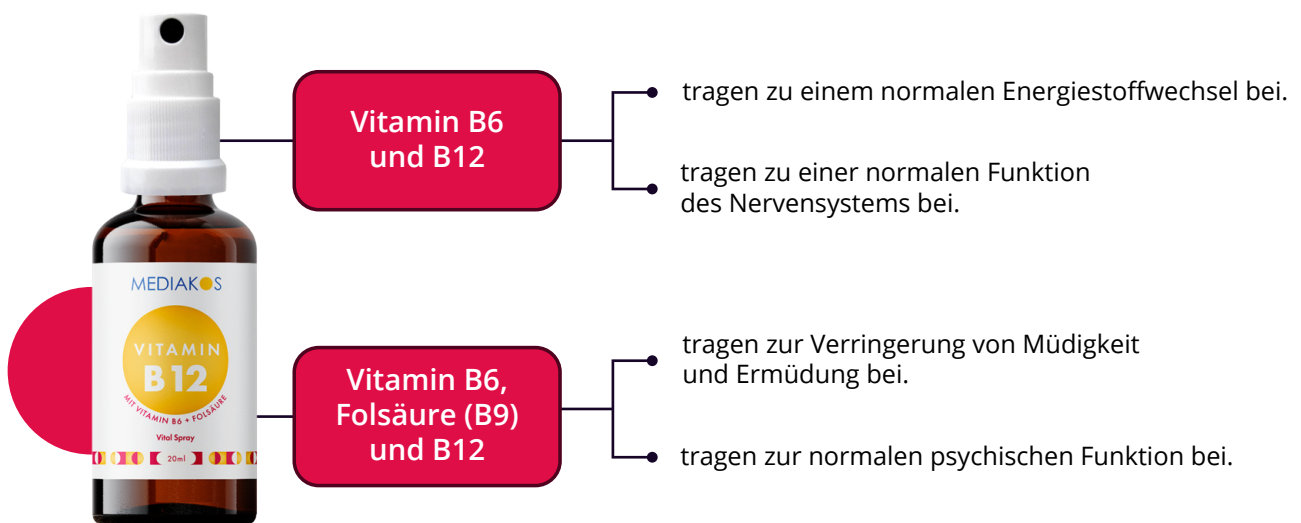 Vitamin B6
und B12
tragen zu einem normalen Energiestoffwechsel bei.
tragen zu einer normalen Funktion
des Nervensystems bei.
MEDIAKOS
VITAMIN
B12
MIT VITAMIN B6 + FOLSÄURE
Vital Spray
20ml
Vitamin B6,
Folsäure (B9)
und B12
tragen zur Verringerung von Müdigkeit
und Ermüdung bei.
tragen zur normalen psychischen Funktion bei.